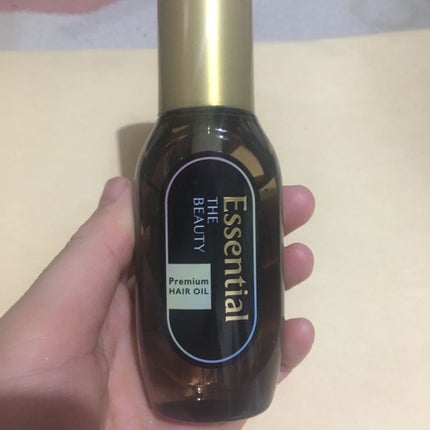 Essential
THE
BEAUTY
Premium
HAIR OIL